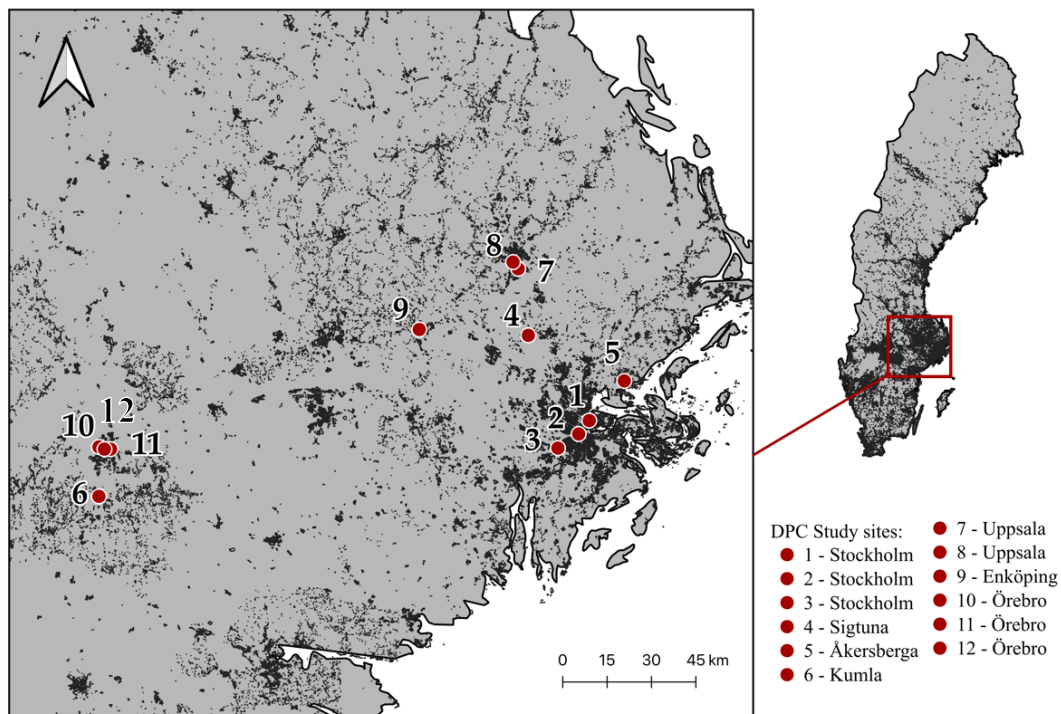 8
7
9
4
5
1
2
3
10
12
11
6
0 15 30 45 km
DPC Study sites:
1 - Stockholm
2 - Stockholm
3 - Stockholm
4 - Sigtuna
5 - Åkersberga
6 - Kumla
7 - Uppsala
8 - Uppsala
9 - Enköping
10 - Örebro
11 - Örebro
12 - Örebro